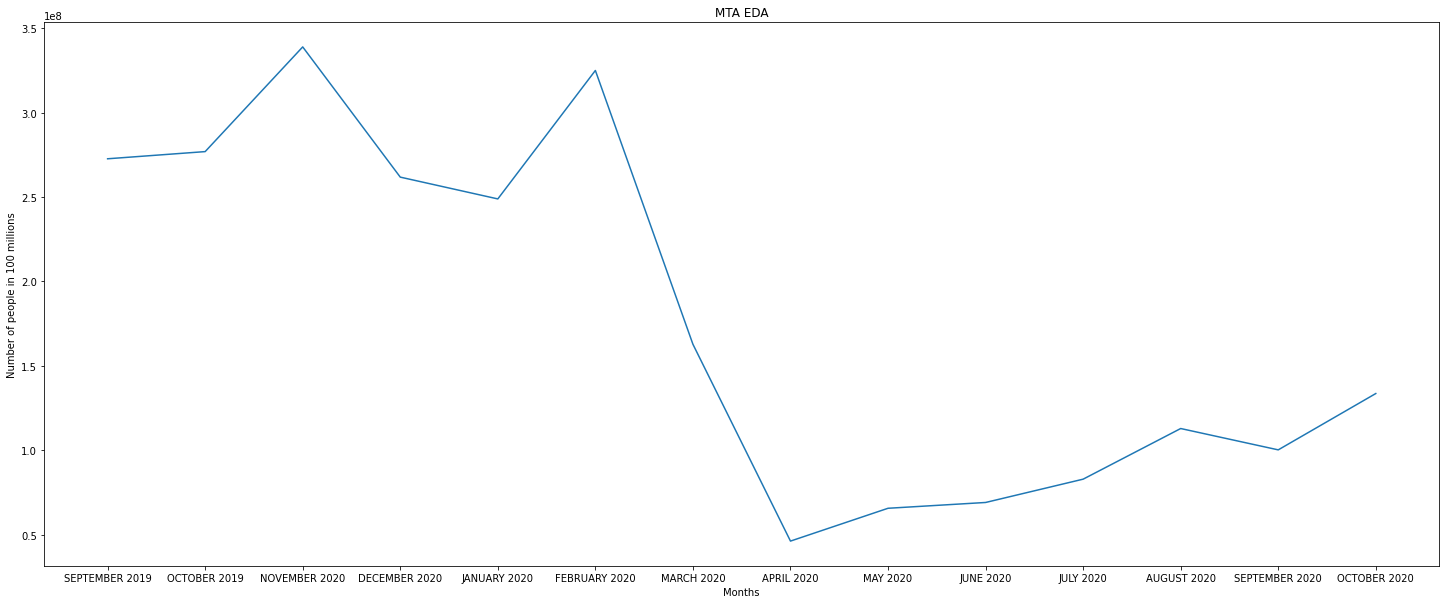 MTA EDA
1e8
3.5
3.0
2.5
2.0
1.5
1.0
0.5
Number of people in 100 millions
SEPTEMBER 2019 OCTOBER 2019 NOVEMBER 2020 DECEMBER 2020 JANUARY 2020 FEBRUARY 2020 MARCH 2020 APRIL 2020 MAY 2020 JUNE 2020 JULY 2020 AUGUST 2020 SEPTEMBER 2020 OCTOBER 2020
Months